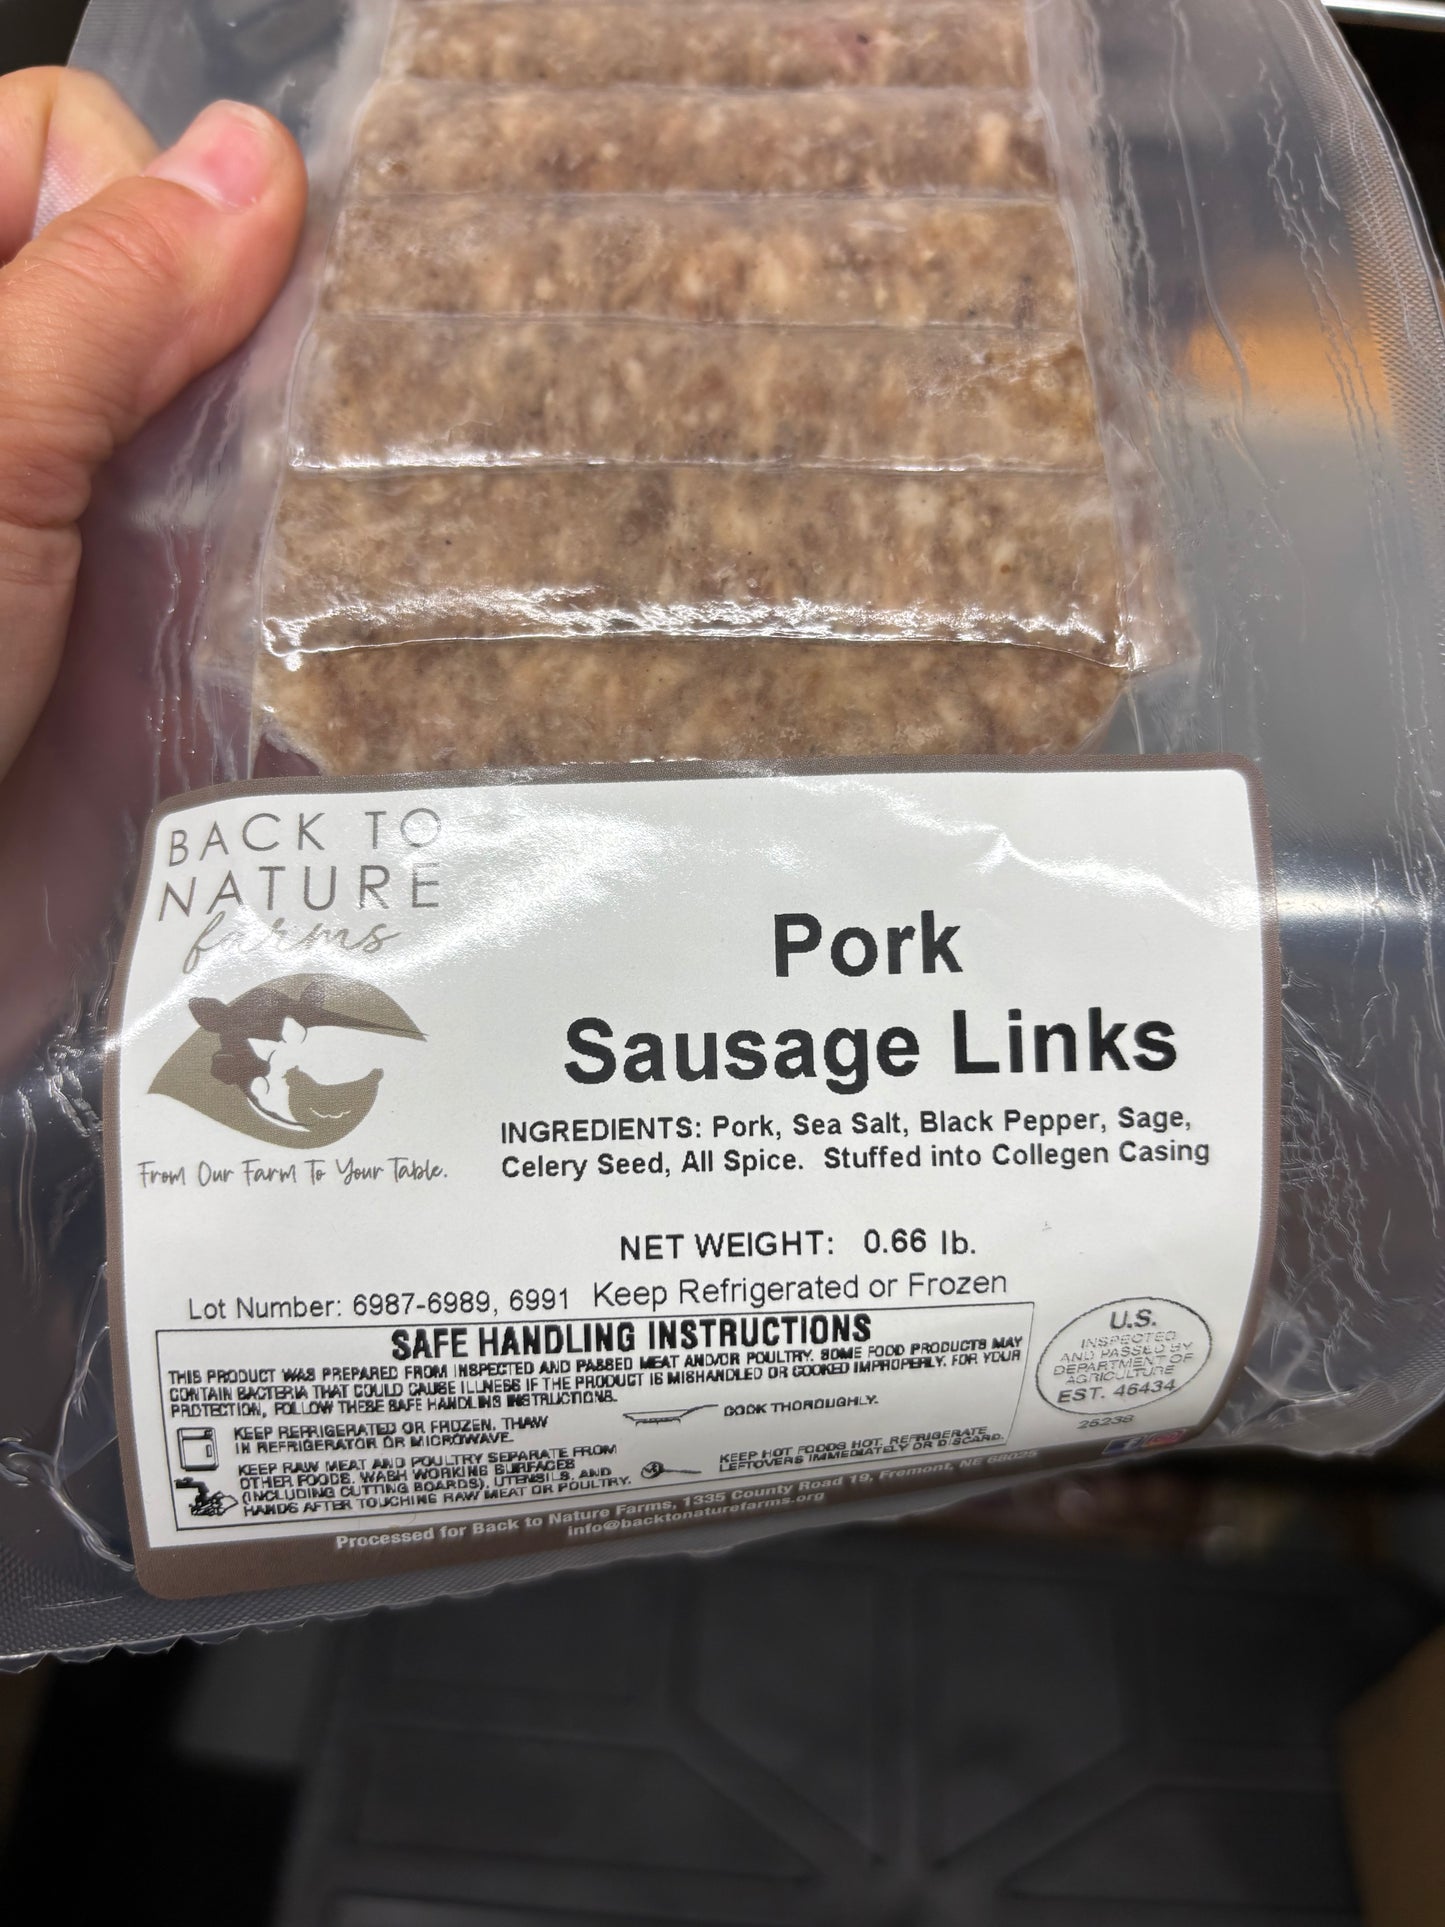 BACK TO
NATURE
farms
From Our Farm To Your Table.
Pork
Sausage Links
INGREDIENTS: Pork, Sea Salt, Black Pepper, Sage,
Celery Seed, All Spice. Stuffed into Collegen Casing
NET WEIGHT: 0.66 lb.
Lot Number: 6987-6989, 6991 Keep Refrigerated or Frozen
SAFE HANDLING INSTRUCTIONS
THIS PRODUCT WAS PREPARED FROM INSPECTED AND PASSED MEAT AND/OR POULTRY. SOME FOOD PRODUCTS MAY
CONTAIN BACTERIA THAT COULD CAUSE ILLNESS IF THE PRODUCT IS MISHANDLED OR COOKED IMPROPERLY. FOR YOUR
PROTECTION, FOLLOW THESE SAFE HANDLING INSTRUCTIONS.
KEEP REFRIGERATED OR FROZEN. THAW
IN REFRIGERATOR OR MICROWAVE.
KEEP RAW MEAT AND POULTRY SEPARATE FROM
OTHER FOODS. WASH WORKING SURFACES
(INCLUDING CUTTING BOARDS), UTENSILS, AND
HANDS AFTER TOUCHING RAW MEAT OR POULTRY.
COOK THOROUGHLY.
KEEP HOT FOODS HOT. REFRIGERATE
LEFTOVERS IMMEDIATELY OR DISCARD.
U.S.
INSPECTED
AND PASSED BY
DEPARTMENT OF
AGRICULTURE
EST. 46434
25238
Processed for Back to Nature Farms, 1335 County Road 19, Fremont, NE 68025
info@backtonaturefarms.org